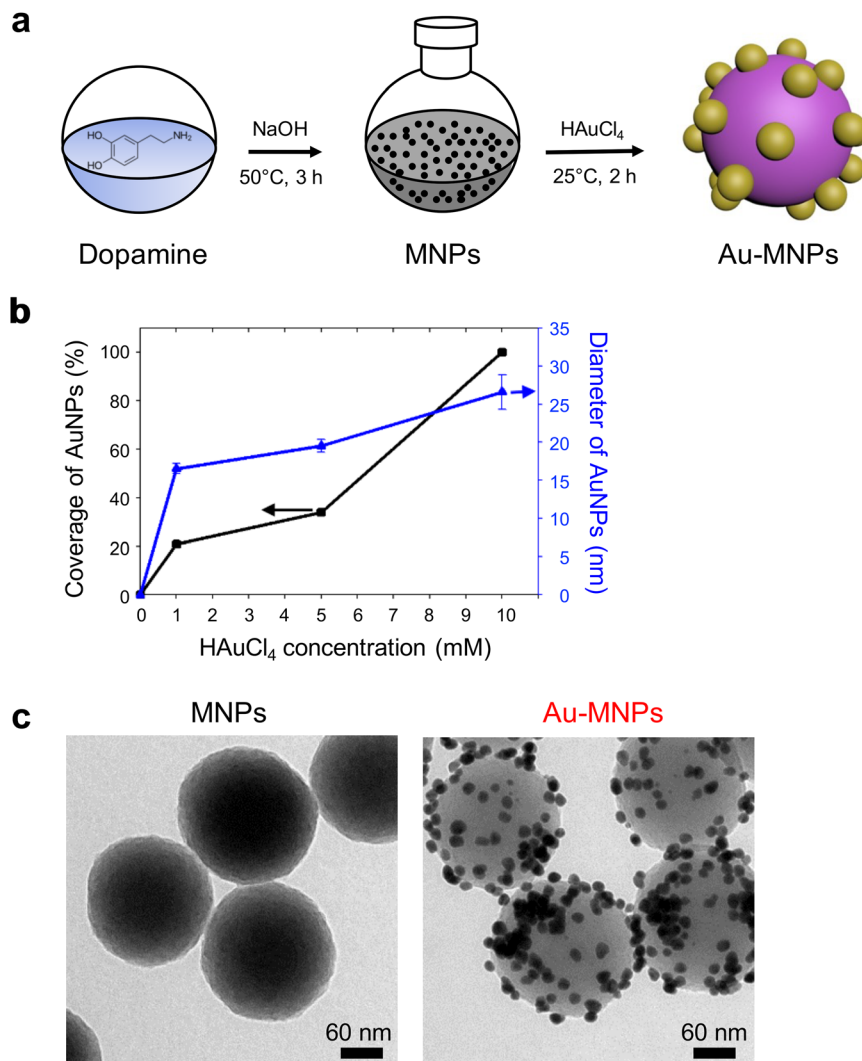 a
HO
HO
NH2
NaOH
50°C, 3 h
HAuCl4
25°C, 2 h
Dopamine
MNPs
Au-MNPs
b
Coverage of AuNPs (%)
100
80
60
40
20
0
35
30
25
20
15
10
5
0
Diameter of AuNPs (nm)
0 1 2 3 4 5 6 7 8 9 10
HAuCl4 concentration (mM)
c
MNPs
Au-MNPs
60 nm
60 nm